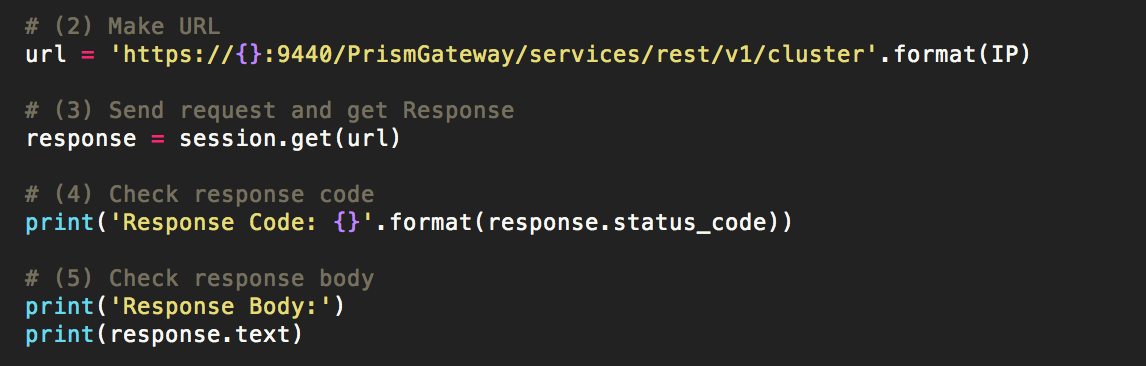 # (2) Make URL
url = 'https://{}:9440/PrismGateway/services/rest/v1/cluster'.format(IP)
# (3) Send request and get Response
response = session.get(url)
# (4) Check response code
print('Response Code: {}'.format(response.status_code))
# (5) Check response body
print('Response Body:')
print(response.text)